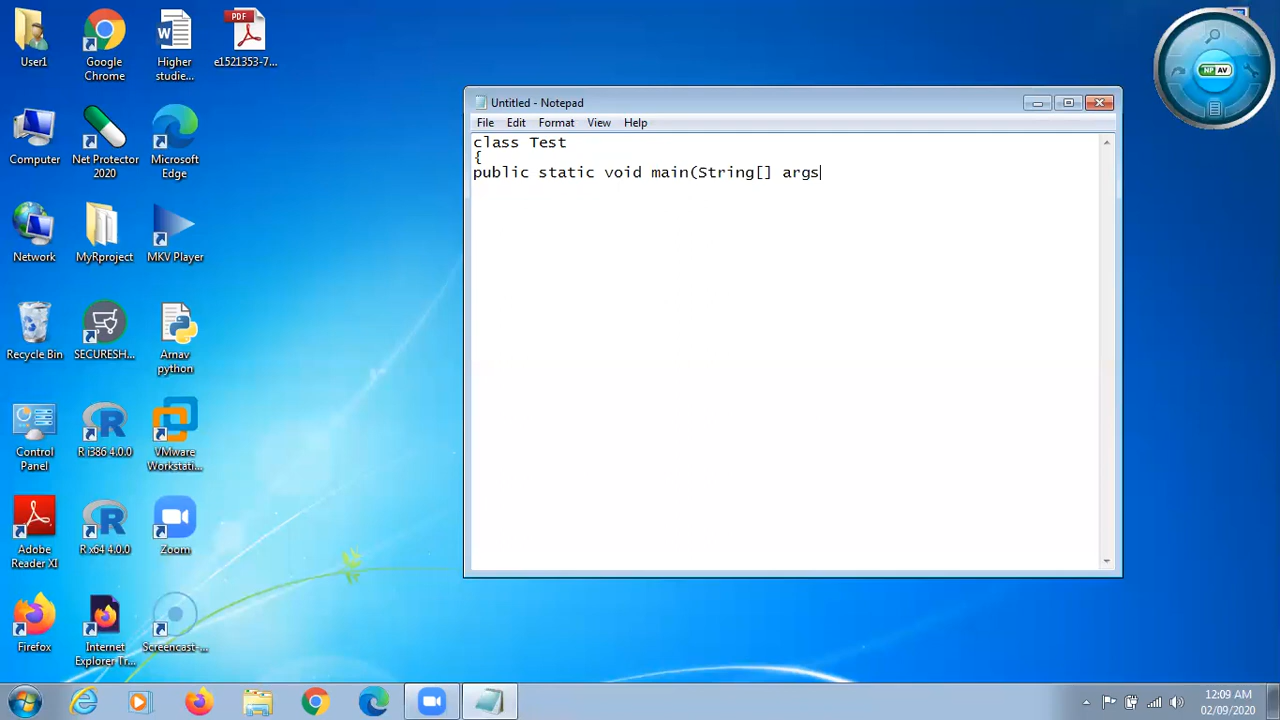 PDF
User1
Google Chrome
Higher studie...
e1521353-7...
Computer
Net Protector 2020
Microsoft Edge
Network
MyRproject
MKV Player
Recycle Bin
SECURESH...
Arnav python
Control Panel
R i386 4.0.0
VMware Workstati...
Adobe Reader XI
R x64 4.0.0
Zoom
Firefox
Internet Explorer Tr...
Screencast-...
NP AV
Untitled - Notepad
File Edit Format View Help
class Test
{
public static void main(String[] args
12:09 AM
02/09/2020